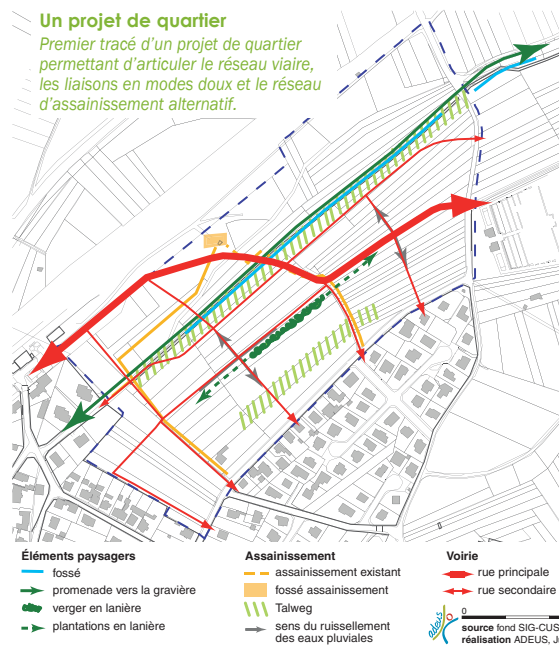 Un projet de quartier
Premier tracé d'un projet de quartier
permettant d'articuler le réseau viaire,
les liaisons en modes doux et le réseau
d'assainissement alternatif.
Éléments paysagers
fossé
promenade vers la gravière
verger en lanière
plantations en lanière
Assainissement
assainissement existant
fossé assainissement
Talweg
sens du ruissellement
des eaux pluviales
Voirie
rue principale
rue secondaire
adeus
0
source fond SIG-CUS
réalisation ADEUS,